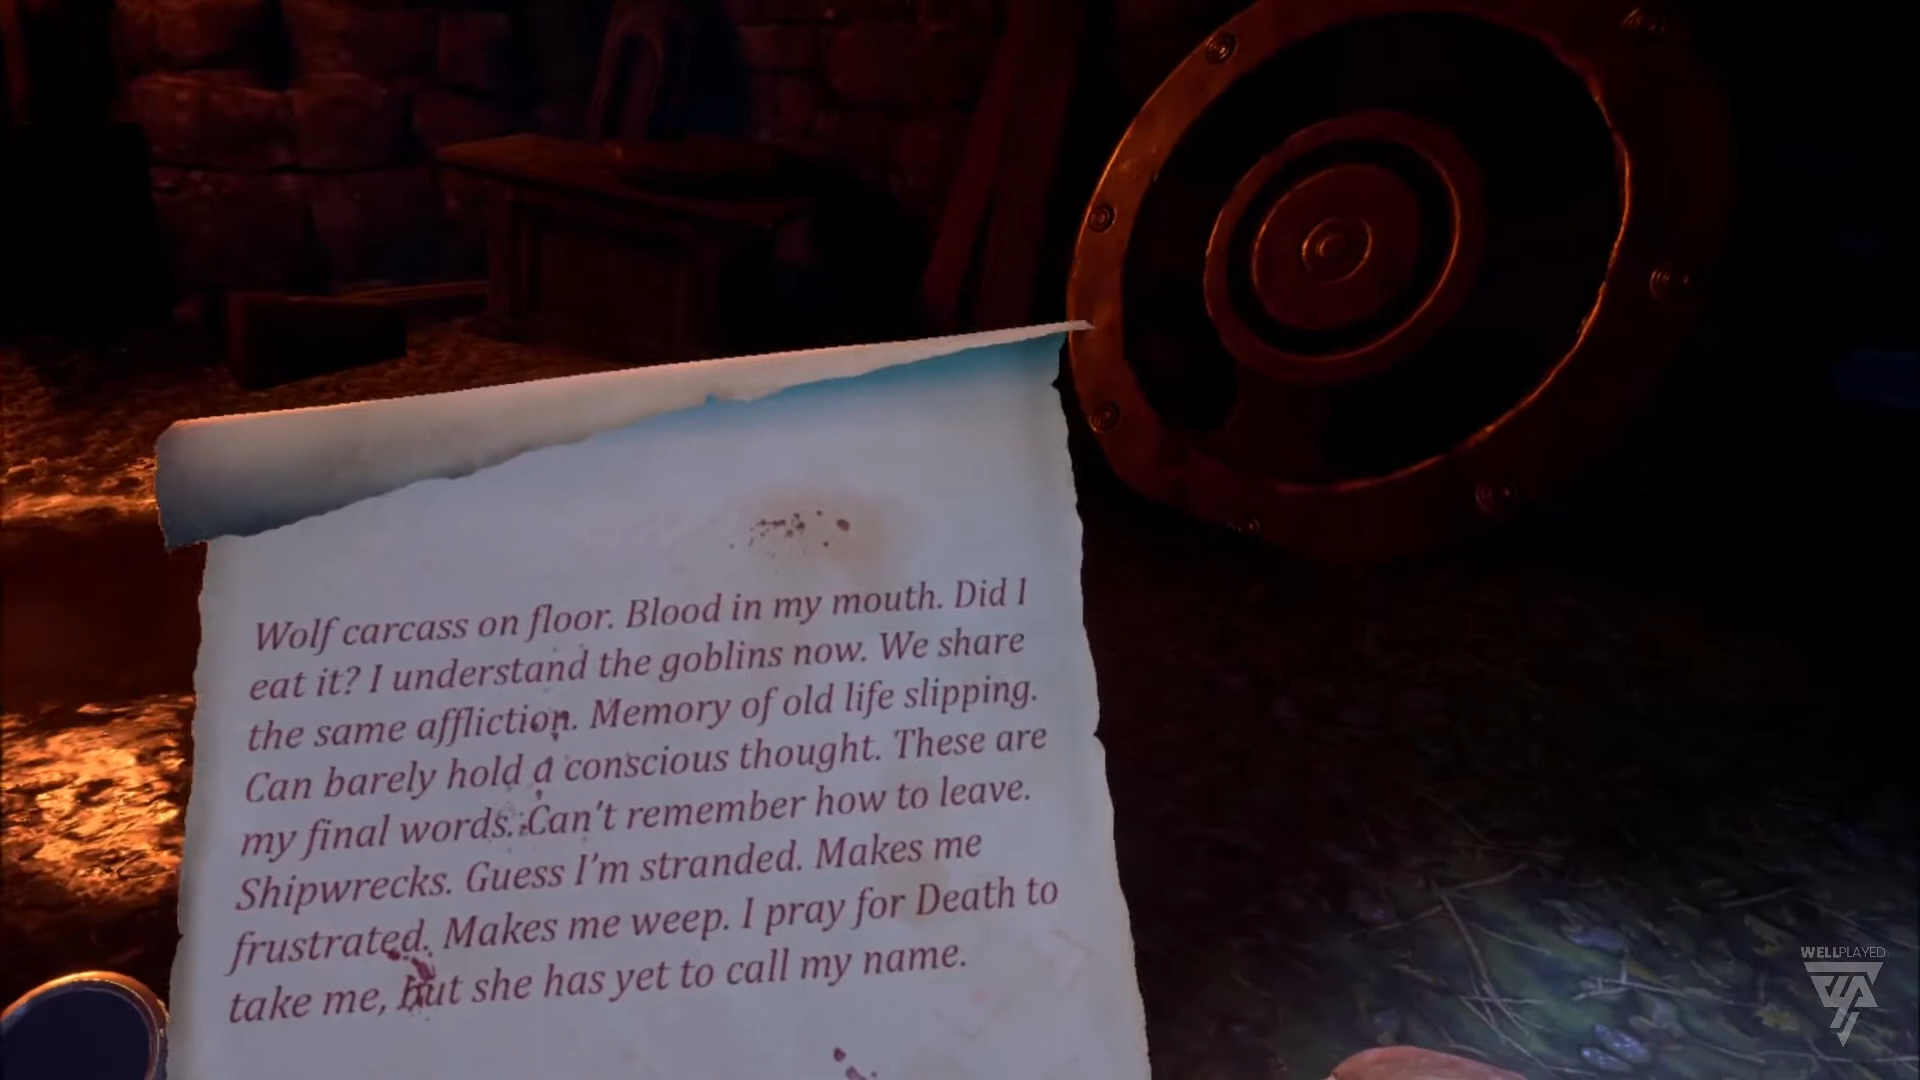 Wolf carcass on floor. Blood in my mouth. Did I
eat it? I understand the goblins now. We share
the same affliction. Memory of old life slipping.
Can barely hold a conscious thought. These are
my final words. Can't remember how to leave.
Shipwrecks. Guess I'm stranded. Makes me
frustrated. Makes me weep. I pray for Death to
take me, but she has yet to call my name.
WELLPLAYED